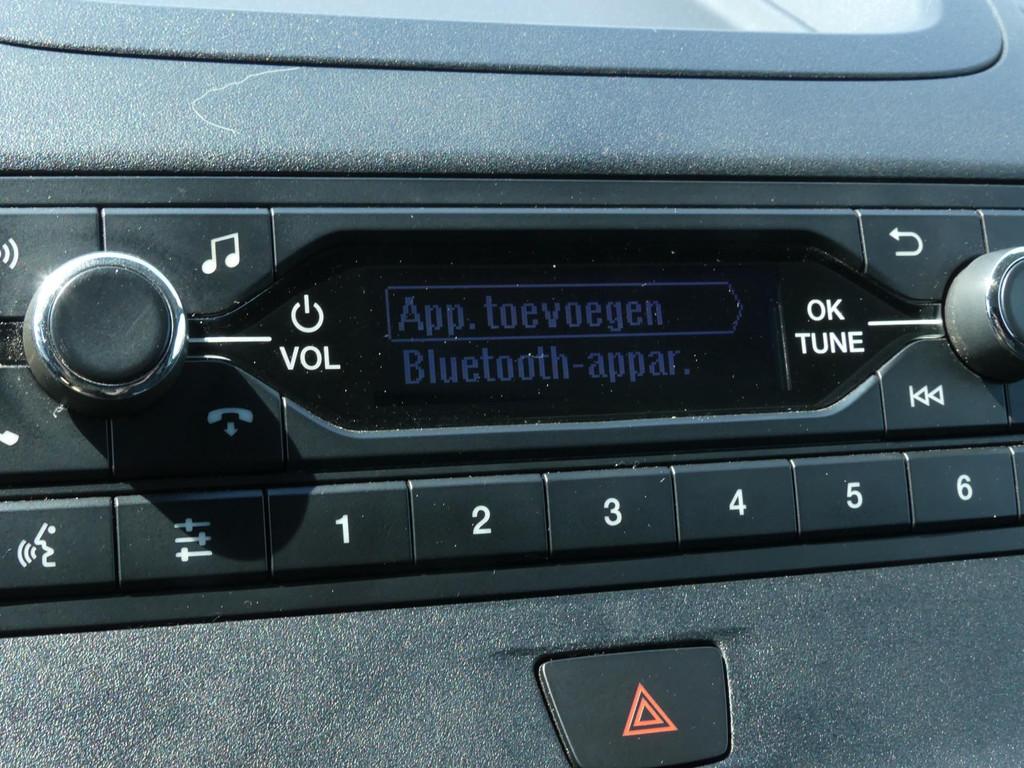 App. toevoegen
Bluetooth-appar.
VOL
OK
TUNE
1 2 3 4 5 6